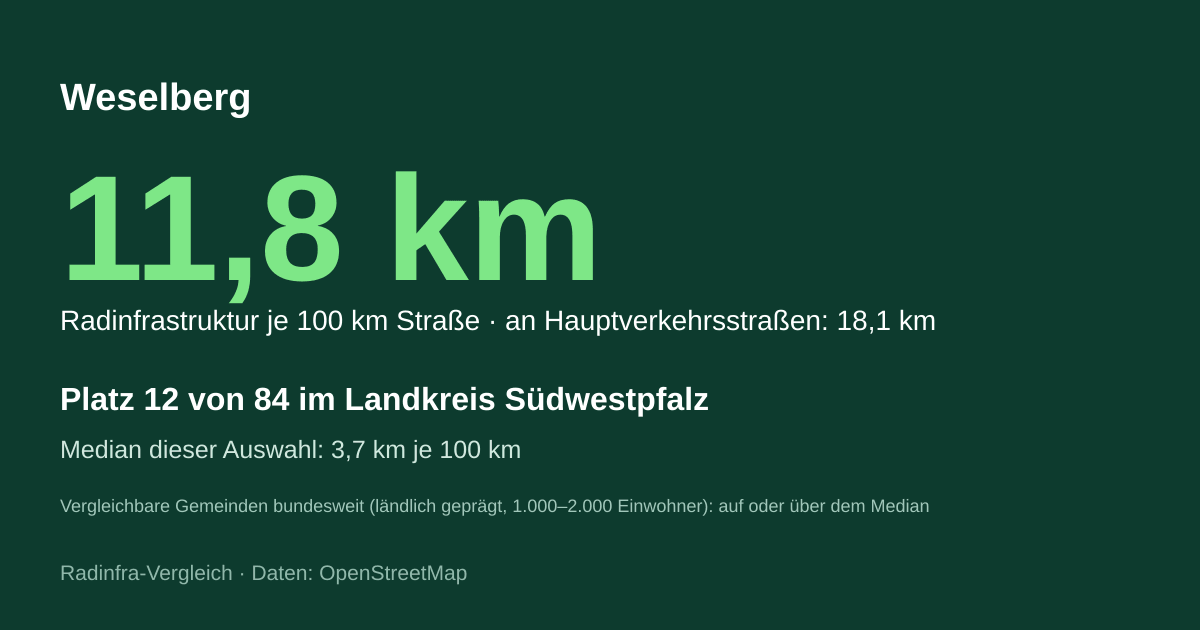 Weselberg
11,8 km
Radinfrastruktur je 100 km Straße · an Hauptverkehrsstraßen: 18,1 km
Platz 12 von 84 im Landkreis Südwestpfalz
Median dieser Auswahl: 3,7 km je 100 km
Vergleichbare Gemeinden bundesweit (ländlich geprägt, 1.000–2.000 Einwohner): auf oder über dem Median
Radinfra-Vergleich · Daten: OpenStreetMap